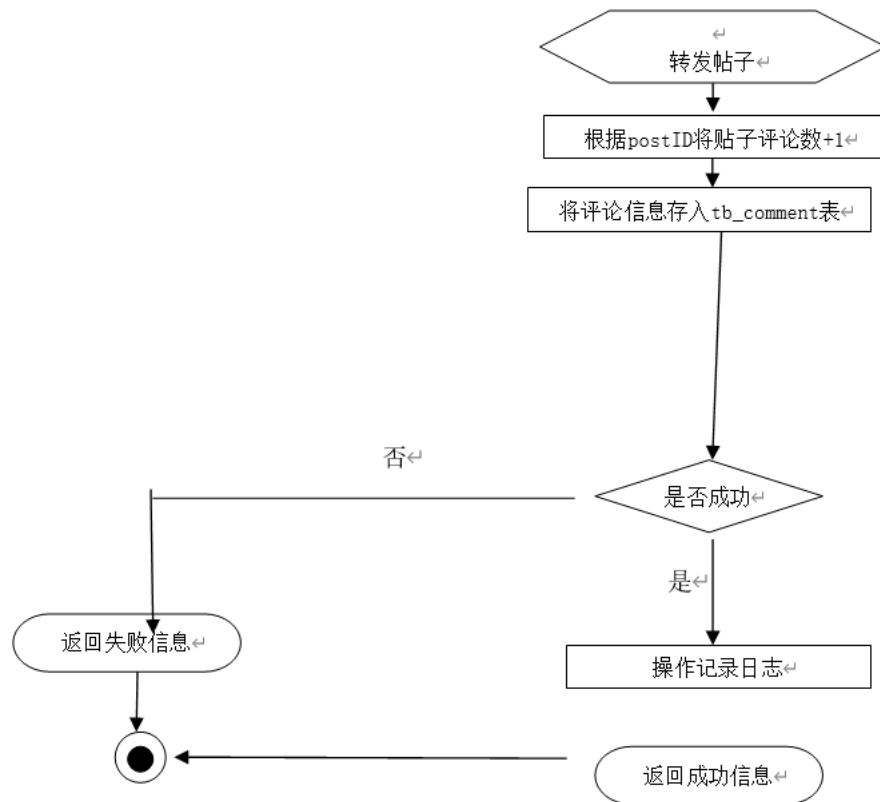 转发帖子
根据postID将贴子评论数+1
将评论信息存入tb_comment表
否
是否成功
是
返回失败信息
操作记录日志
返回成功信息